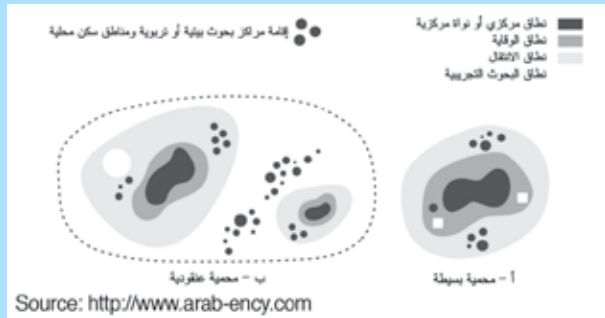 نطاق مركزي أو نواة مركزية
نطاق الوقاية
نطاق الانتقال
نطاق البحوث التجريبية
إقامة مراكز بحوث بيئية أو تربوية ومناطق سكن محلية
أ - محمية بسيطة
ب - محمية عنقودية
Source: http://www.arab-ency.com